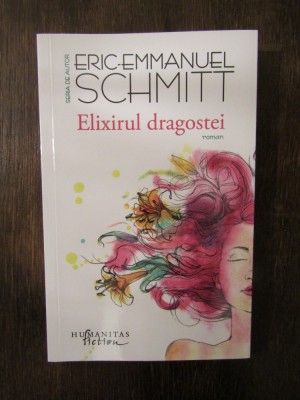 SERIA DE AUTOR
ERIC-EMMANUEL
SCHMITT
Elixirul dragostei
roman
HUMANITAS
fiction